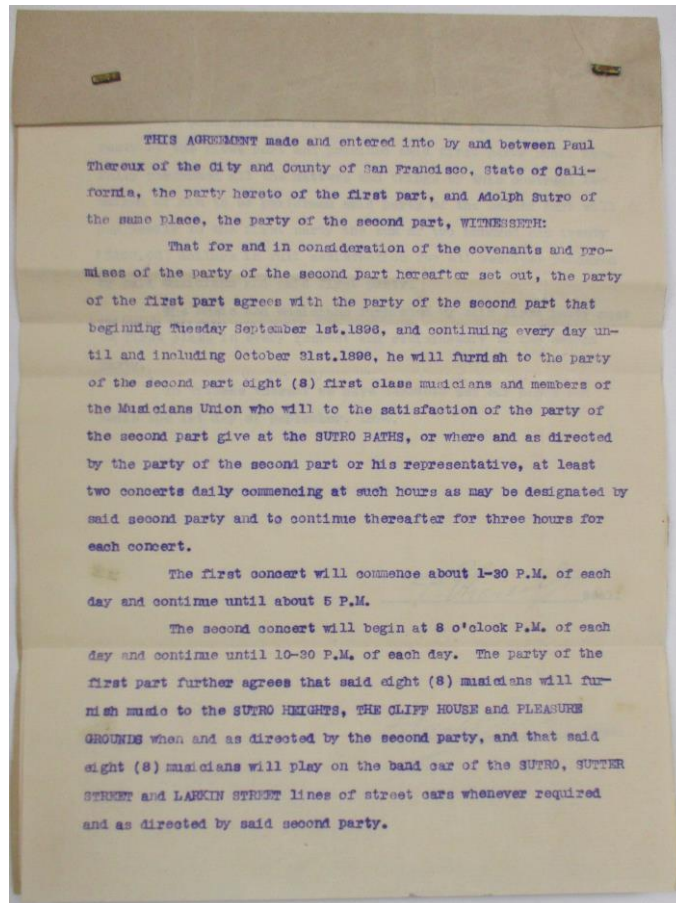 THIS AGREEMENT made and entered into by and between Paul
Thereux of the City and County of San Francisco, State of Cali-
fornia, the party hereto of the first part, and Adolph Sutro of
the same place, the party of the second part, WITNESSETH:
That for and in consideration of the covenants and pro-
mises of the party of the second part hereafter set out, the party
of the first part agrees with the party of the second part that
beginning Tuesday September 1st.1896, and continuing every day un-
til and including October 31st.1896, he will furnish to the party
of the second part eight (8) first class musicians and members of
the Musicians Union who will to the satisfaction of the party of
the second part give at the SUTRO BATHS, or where and as directed
by the party of the second part or his representative, at least
two concerts daily commencing at such hours as may be designated by
said second party and to continue thereafter for three hours for
each concert.
The first concert will commence about 1-30 P.M. of each
day and continue until about 5 P.M.
The second concert will begin at 8 o'clock P.M. of each
day and continue until 10-30 P.M. of each day. The party of the
first part further agrees that said eight (8) musicians will fur-
nish music to the SUTRO HEIGHTS, THE CLIFF HOUSE and PLEASURE
GROUNDS when and as directed by the second party, and that said
eight (8) musicians will play on the band car of the SUTRO, SUTTER
STREET and LARKIN STREET lines of street cars whenever required
and as directed by said second party.